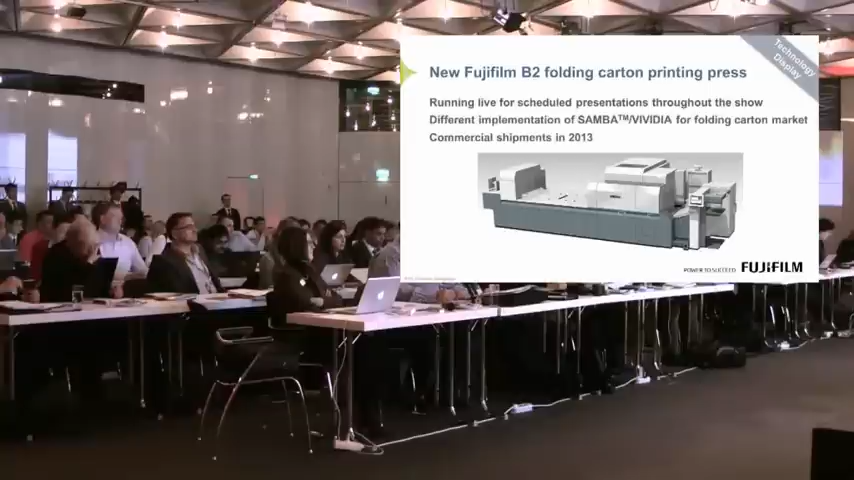 Technology
Display
New Fujifilm B2 folding carton printing press
Running live for scheduled presentations throughout the show
Different implementation of SAMBA™/VIVIDIA for folding carton market
Commercial shipments in 2013
POWER TO SUCCEED FUJIFILM